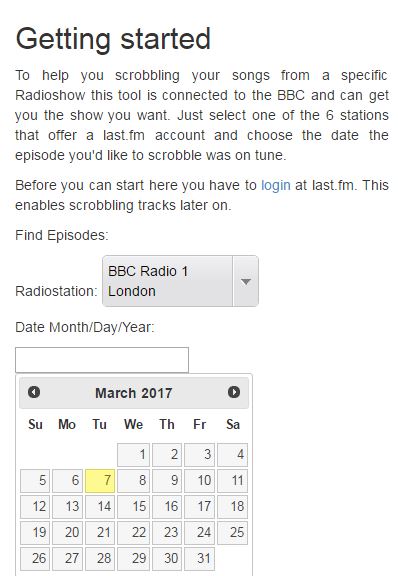 Getting started
To help you scrobbling your songs from a specific
Radioshow this tool is connected to the BBC and can get
you the show you want. Just select one of the 6 stations
that offer a last.fm account and choose the date the
episode you'd like to scrobble was on tune.
Before you can start here you have to login at last.fm. This
enables scrobbling tracks later on.
Find Episodes:
Radiostation: BBC Radio 1
London
Date Month/Day/Year:
March 2017
Su Mo Tu We Th Fr Sa
1 2 3 4
5 6 7 8 9 10 11
12 13 14 15 16 17 18
19 20 21 22 23 24 25
26 27 28 29 30 31